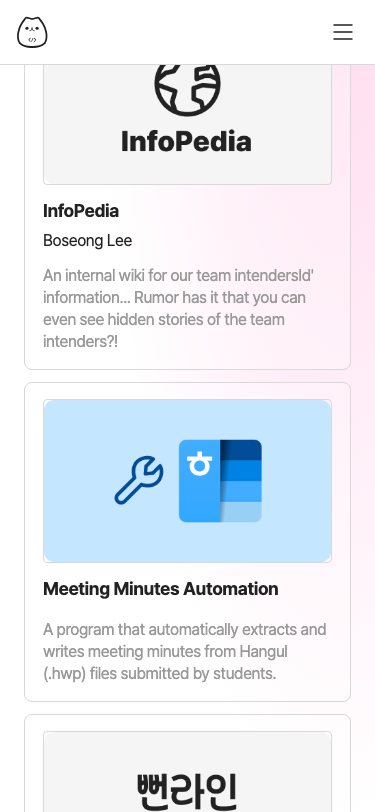 InfoPedia
InfoPedia
Boseong Lee
An internal wiki for our team intendersld'
information... Rumor has it that you can
even see hidden stories of the team
intenders?!
ㅎ
Meeting Minutes Automation
A program that automatically extracts and
writes meeting minutes from Hangul
(.hwp) files submitted by students.
뻔라인